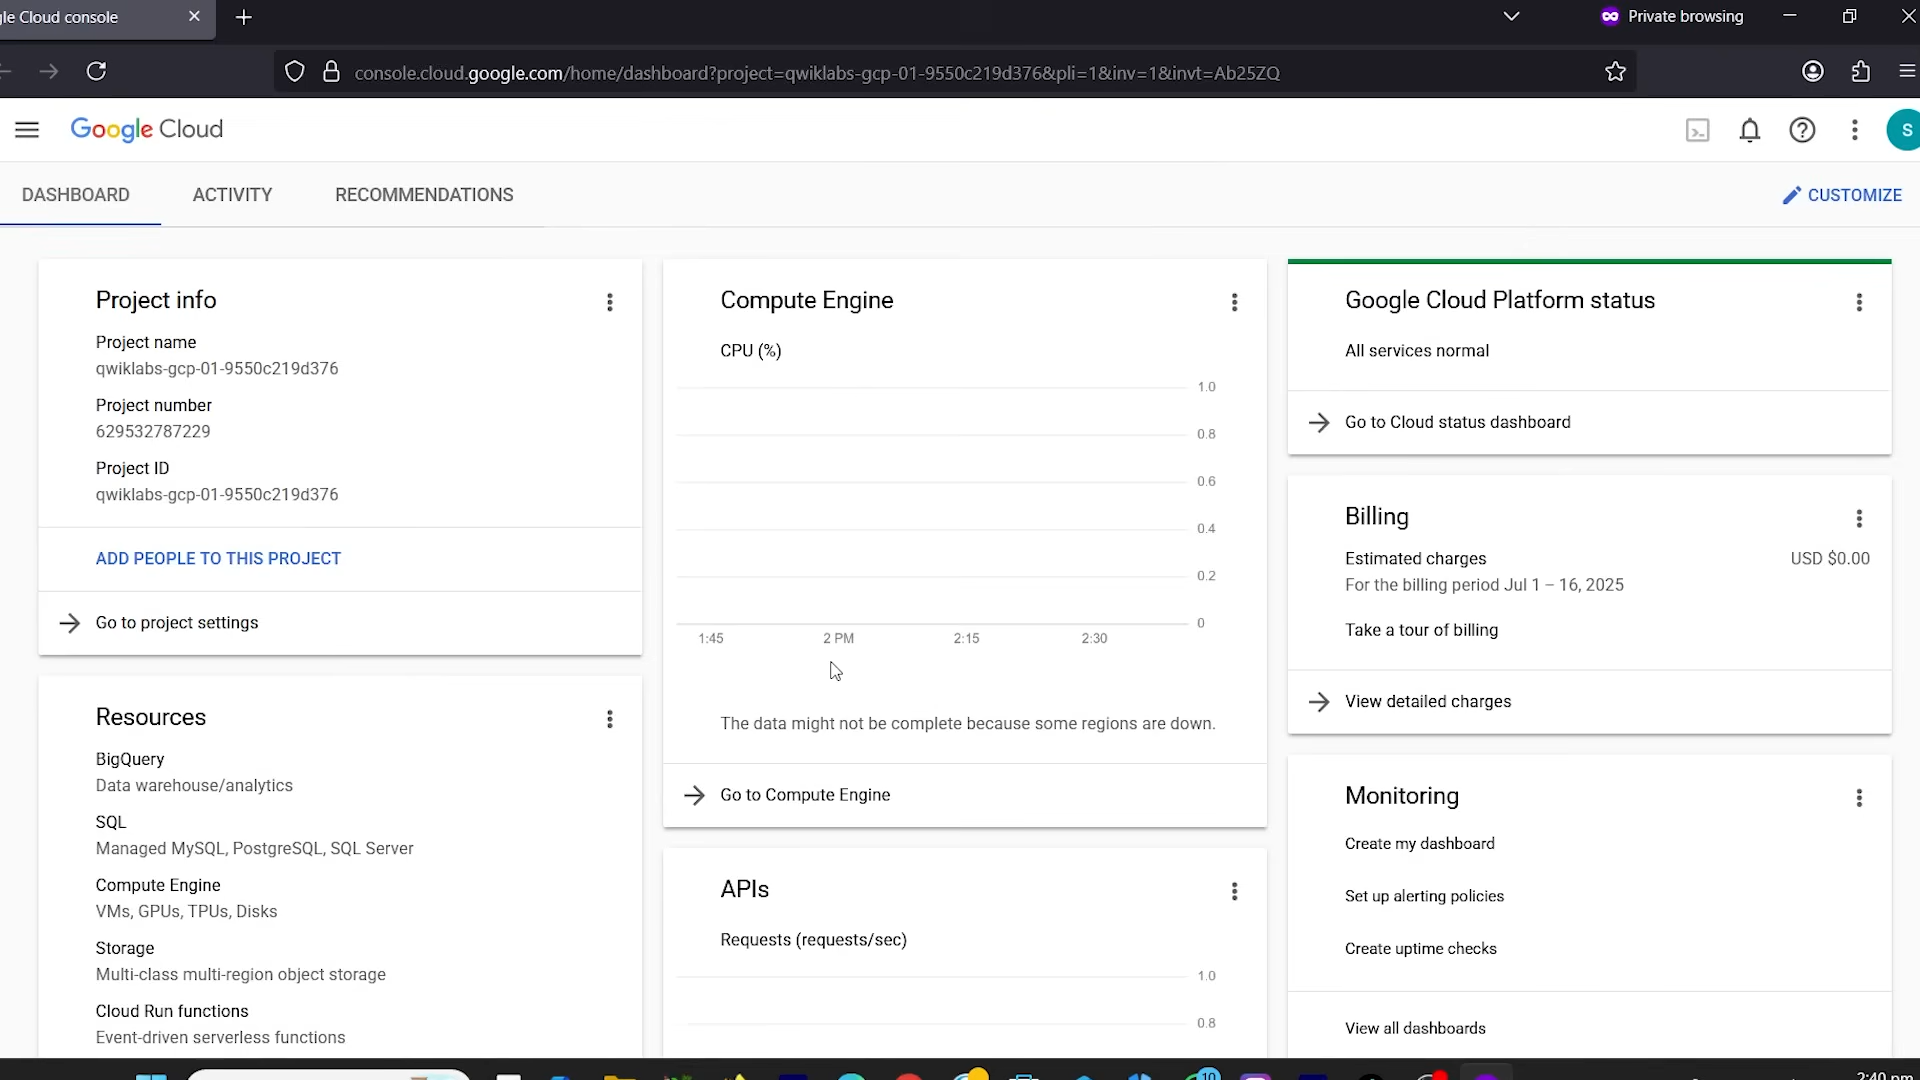 le Cloud console
Private browsing
console.cloud.google.com/home/dashboard?project=qwiklabs-gcp-01-9550c219d376&pli=1&inv=1&invt=Ab25ZQ
Google Cloud
S
DASHBOARD
ACTIVITY
RECOMMENDATIONS
CUSTOMIZE
Project info
Project name
qwiklabs-gcp-01-9550c219d376
Project number
629532787229
Project ID
qwiklabs-gcp-01-9550c219d376
ADD PEOPLE TO THIS PROJECT
Go to project settings
Resources
BigQuery
Data warehouse/analytics
SQL
Managed MySQL, PostgreSQL, SQL Server
Compute Engine
VMs, GPUs, TPUs, Disks
Storage
Multi-class multi-region object storage
Cloud Run functions
Event-driven serverless functions
Compute Engine
CPU (%)
1.0
0.8
0.6
0.4
0.2
0
1:45
2 PM
2:15
2:30
The data might not be complete because some regions are down.
Go to Compute Engine
APIs
Requests (requests/sec)
1.0
0.8
Google Cloud Platform status
All services normal
Go to Cloud status dashboard
Billing
Estimated charges
USD $0.00
For the billing period Jul 1 – 16, 2025
Take a tour of billing
View detailed charges
Monitoring
Create my dashboard
Set up alerting policies
Create uptime checks
View all dashboards
10
2:40 pm